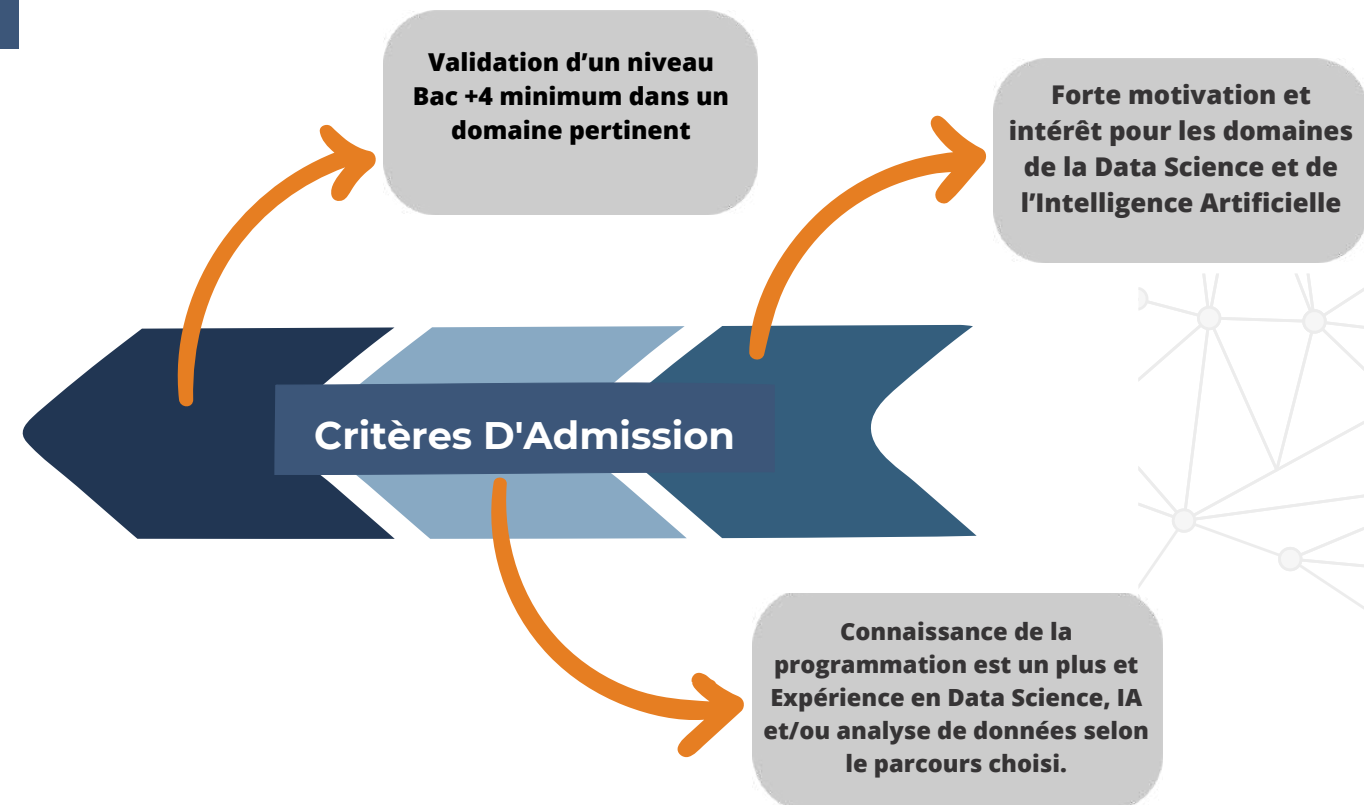 Validation d’un niveau
Bac +4 minimum dans un
domaine pertinent
Forte motivation et
intérêt pour les domaines
de la Data Science et de
l’Intelligence Artificielle
Critères D'Admission
Connaissance de la
programmation est un plus et
Expérience en Data Science, IA
et/ou analyse de données selon
le parcours choisi.